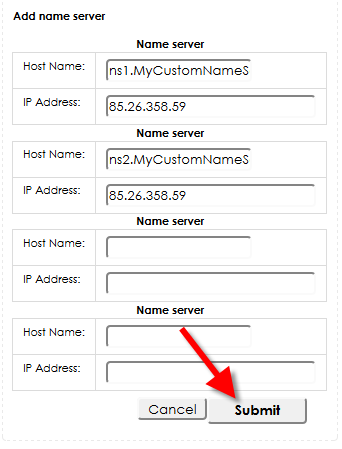 Add name server
Name server
Host Name: ns1.MyCustomNameS
IP Address: 85.26.358.59
Name server
Host Name: ns2.MyCustomNameS
IP Address: 85.26.358.59
Name server
Host Name:
IP Address:
Name server
Host Name:
IP Address:
Cancel Submit